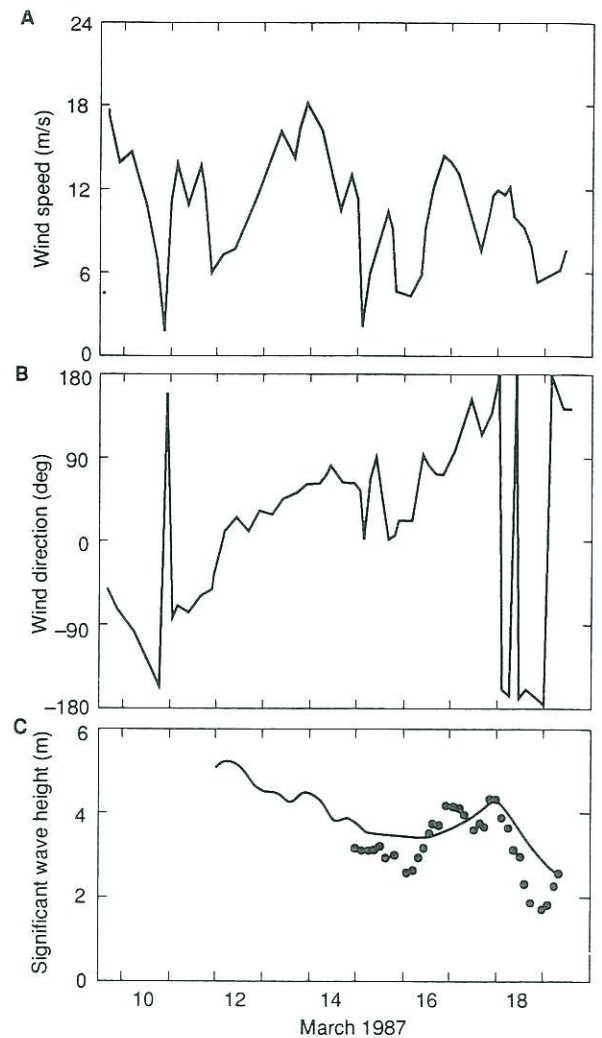 A
24
18
12
6
0
Wind speed (m/s)
B
180
90
0
–90
–180
Wind direction (deg)
C
6
4
2
0
Significant wave height (m)
10 12 14 16 18
March 1987